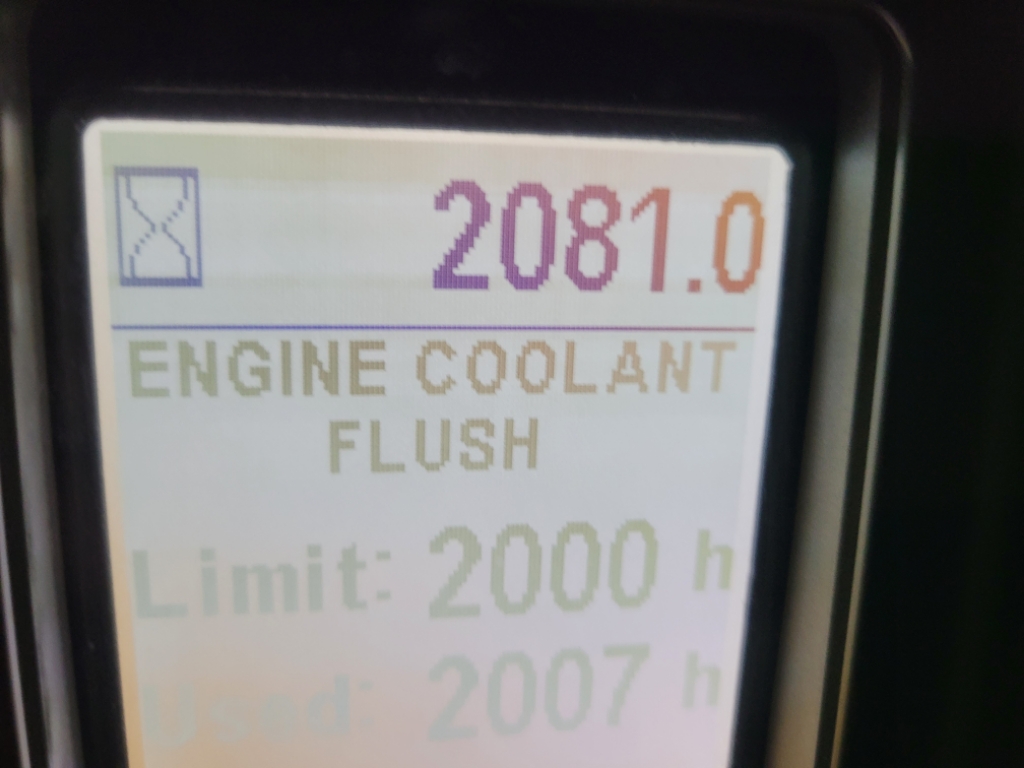 2081.0
ENGINE COOLANT
FLUSH
Limit: 2000 h
Used: 2007 h